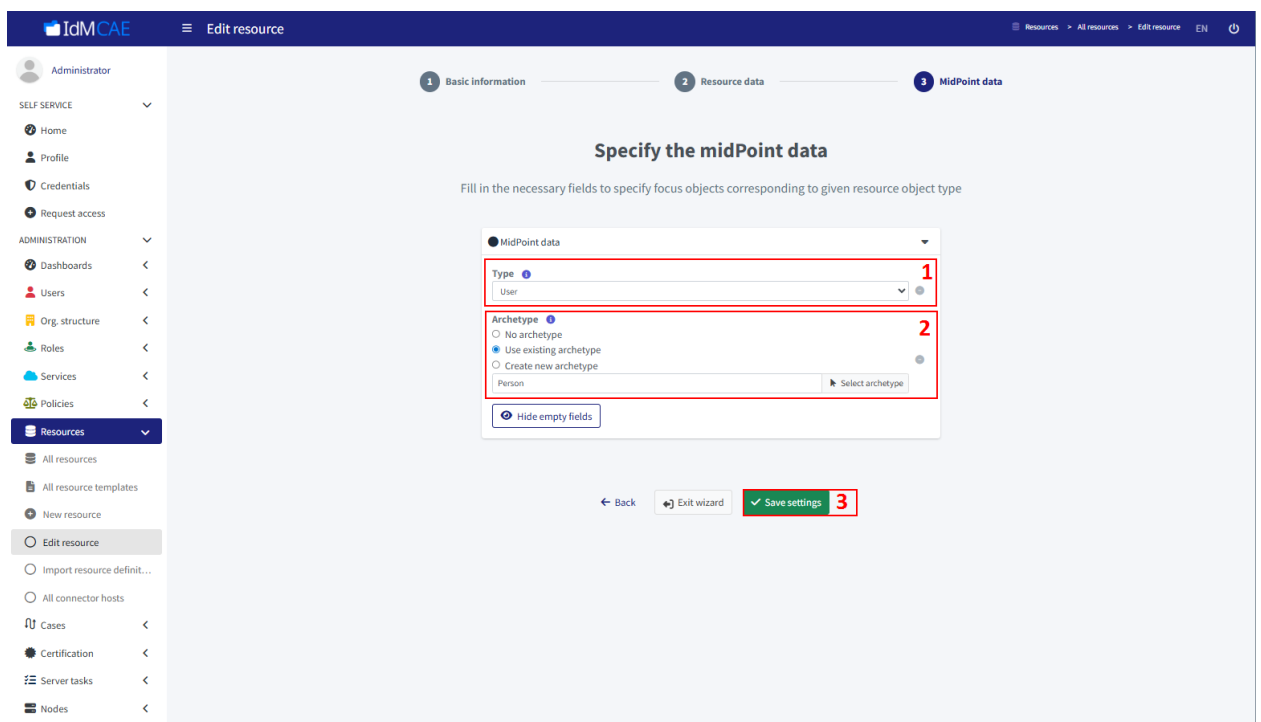 IdMCAE
Edit resource
Resources > All resources > Edit resource
EN
Administrator
SELF SERVICE
Home
Profile
Credentials
Request access
ADMINISTRATION
Dashboards
Users
Org. structure
Roles
Services
Policies
Resources
All resources
All resource templates
New resource
Edit resource
Import resource definit...
All connector hosts
Cases
Certification
Server tasks
Nodes
1 Basic information
2 Resource data
3 MidPoint data
Specify the midPoint data
Fill in the necessary fields to specify focus objects corresponding to given resource object type
MidPoint data
Type
1
User
Archetype
2
No archetype
Use existing archetype
Create new archetype
Person
Select archetype
Hide empty fields
Back
Exit wizard
Save settings
3